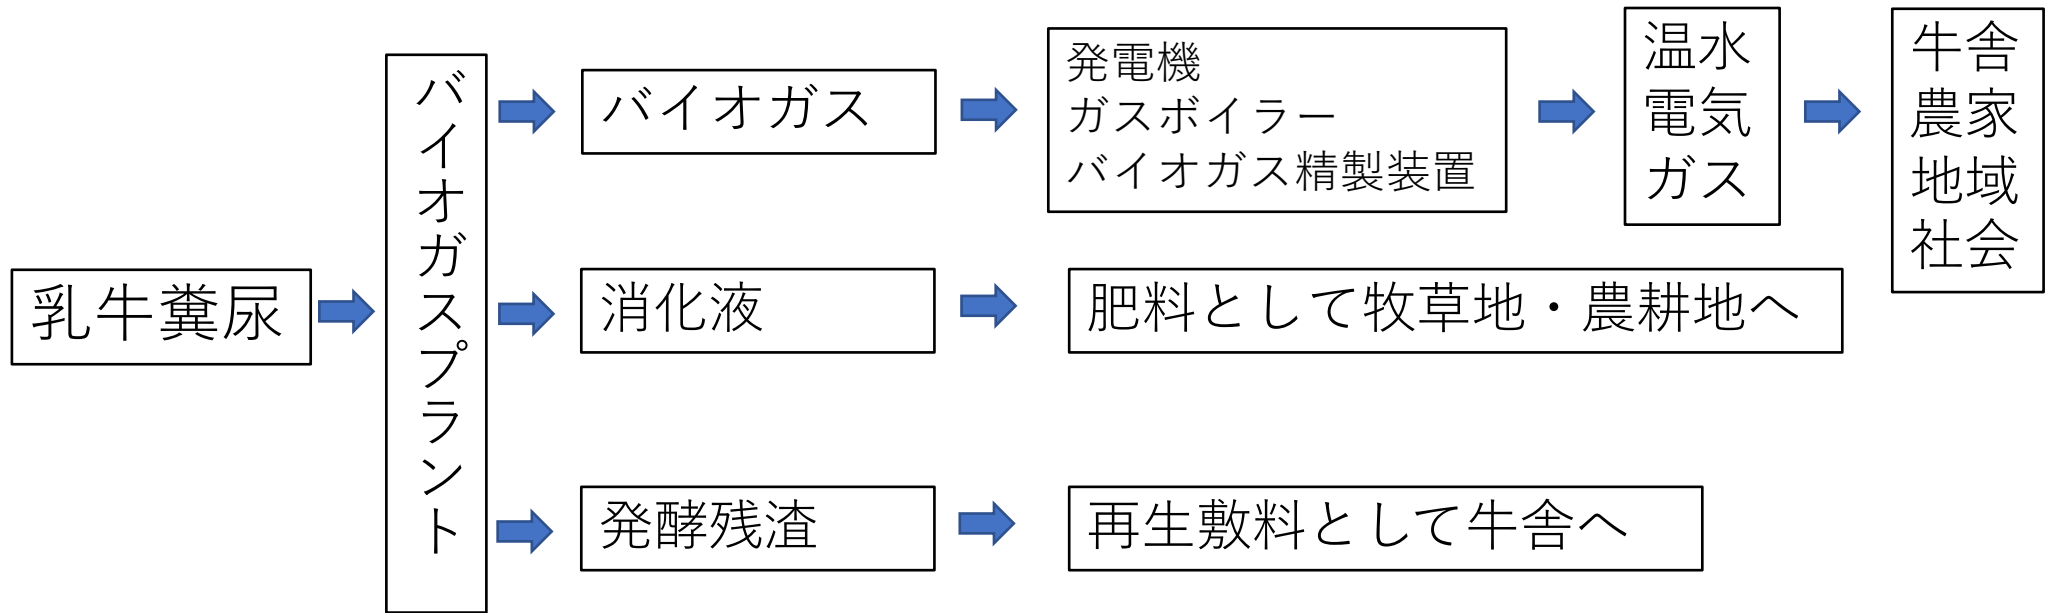 乳牛糞尿
バイオガスプラント
バイオガス
発電機
ガスボイラー
バイオガス精製装置
温水
電気
ガス
牛舎
農家
地域
社会
消化液
肥料として牧草地・農耕地へ
発酵残渣
再生敷料として牛舎へ